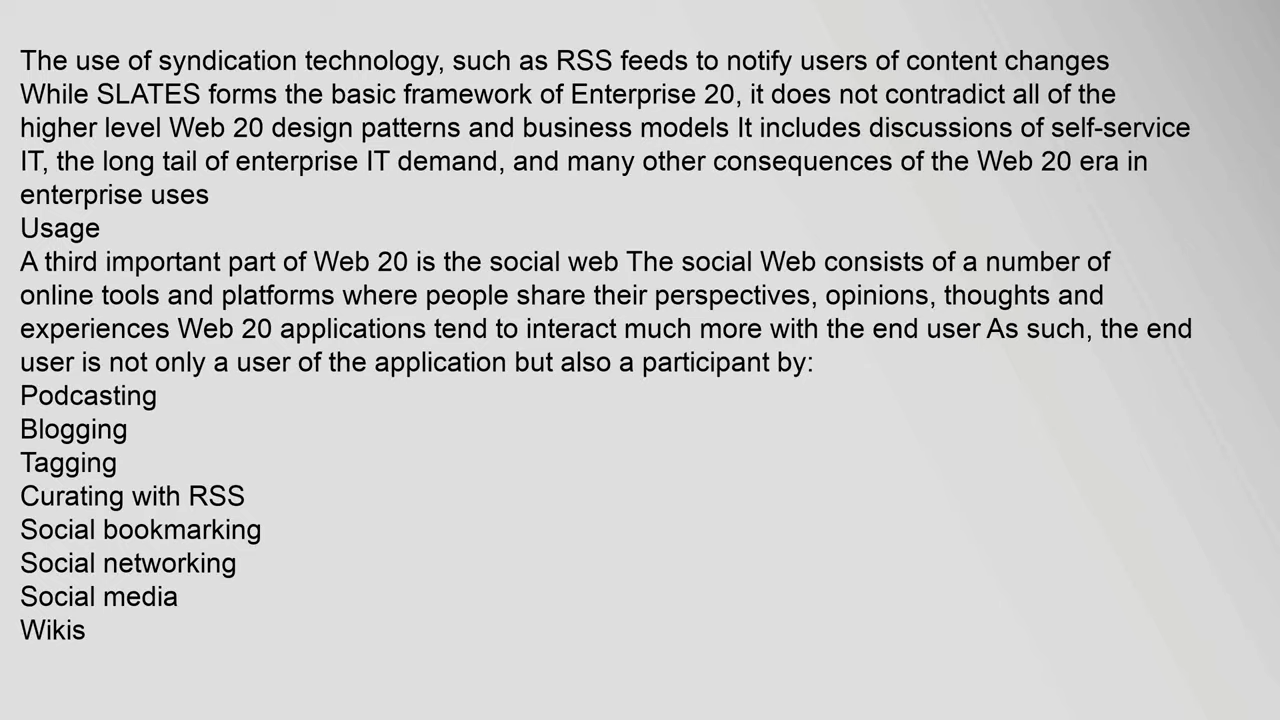 The use of syndication technology, such as RSS feeds to notify users of content changes
While SLATES forms the basic framework of Enterprise 20, it does not contradict all of the
higher level Web 20 design patterns and business models It includes discussions of self-service
IT, the long tail of enterprise IT demand, and many other consequences of the Web 20 era in
enterprise uses
Usage
A third important part of Web 20 is the social web The social Web consists of a number of
online tools and platforms where people share their perspectives, opinions, thoughts and
experiences Web 20 applications tend to interact much more with the end user As such, the end
user is not only a user of the application but also a participant by:
Podcasting
Blogging
Tagging
Curating with RSS
Social bookmarking
Social networking
Social media
Wikis